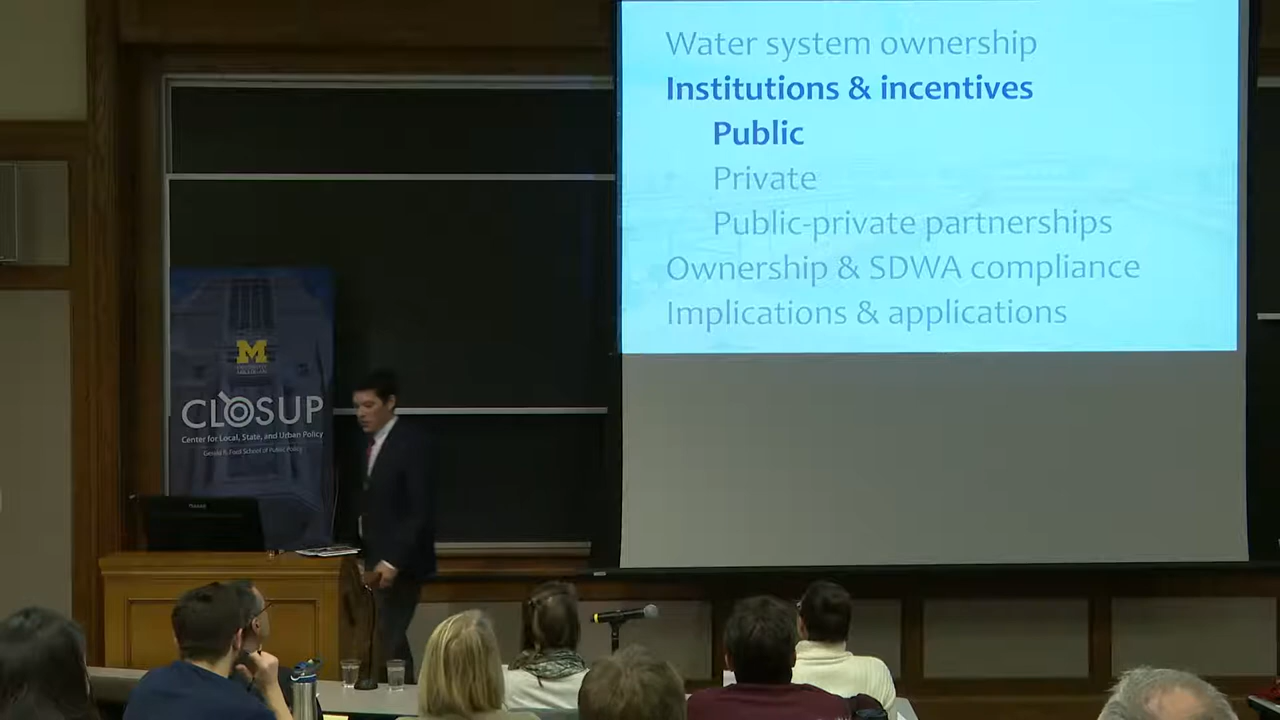 Water system ownership
Institutions & incentives
Public
Private
Public-private partnerships
Ownership & SDWA compliance
Implications & applications
M
CLOSUP
Center for Local, State, and Urban Policy
Gerald R. Ford School of Public Policy